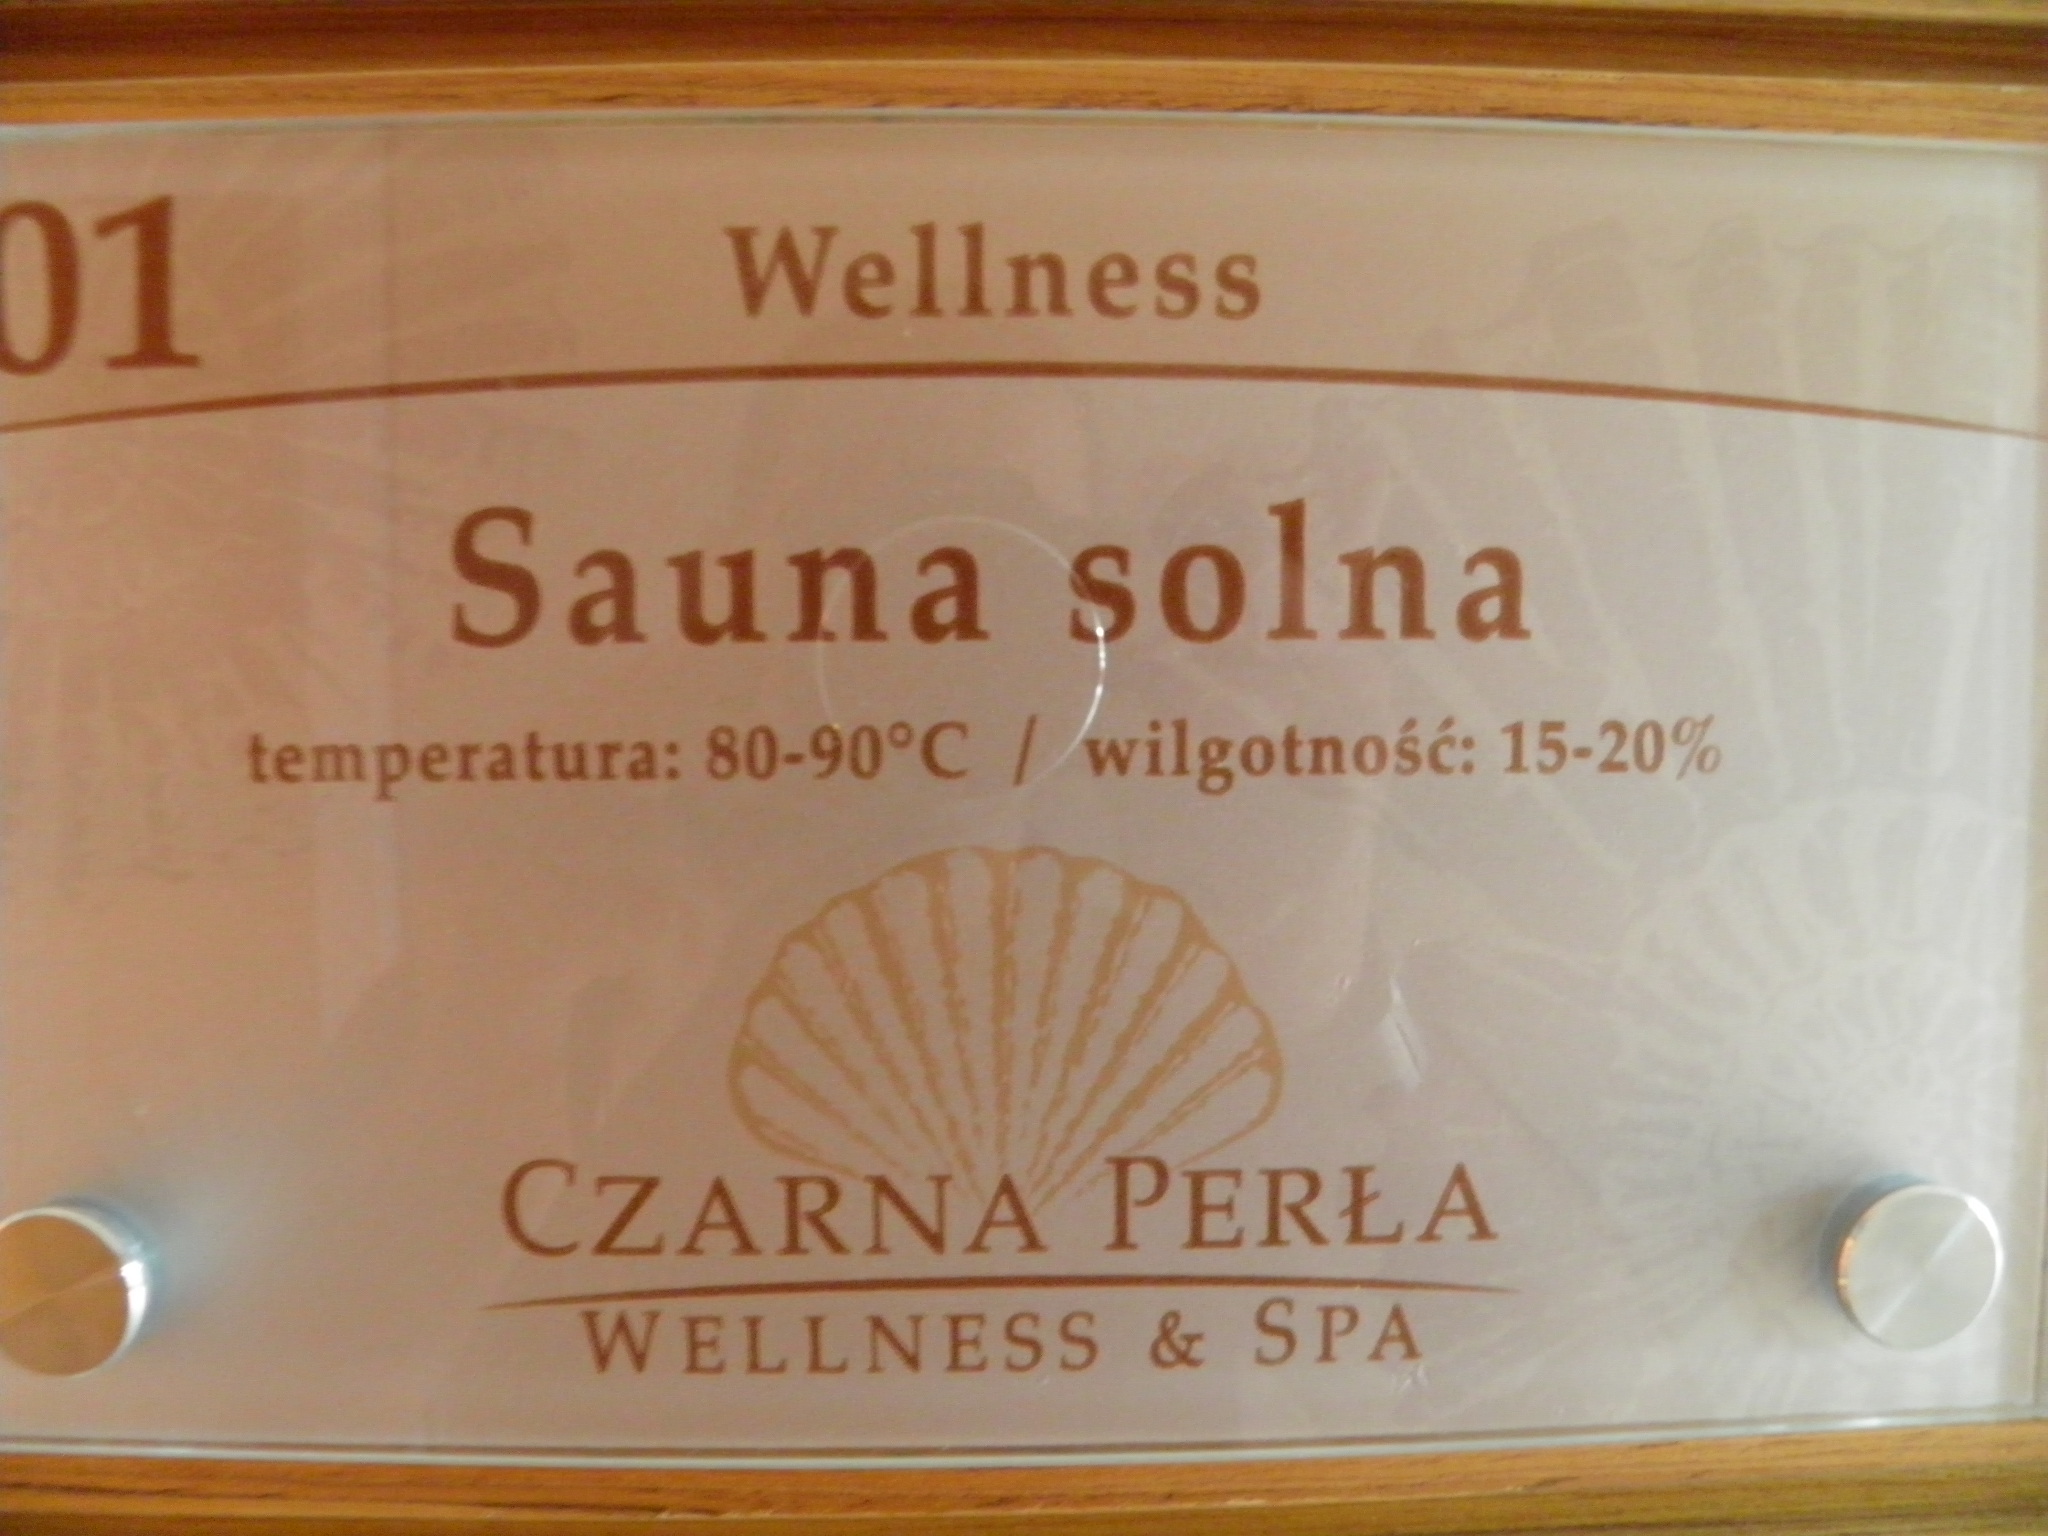 01
Wellness
Sauna solna
temperatura: 80-90°C / wilgotność: 15-20%
CZARNA PERŁA
WELLNESS & SPA